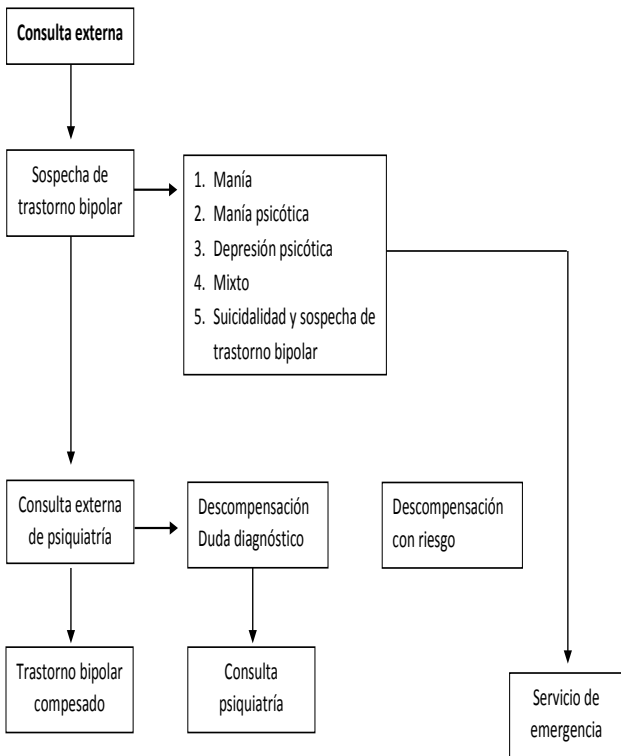 Consulta externa
Sospecha de
trastorno bipolar
1. Manía
2. Manía psicótica
3. Depresión psicótica
4. Mixto
5. Suicidalidad y sospecha de
trastorno bipolar
Consulta externa
de psiquiatría
Descompensación
Duda diagnóstico
Descompensación
con riesgo
Trastorno bipolar
compesado
Consulta
psiquiatría
Servicio de
emergencia